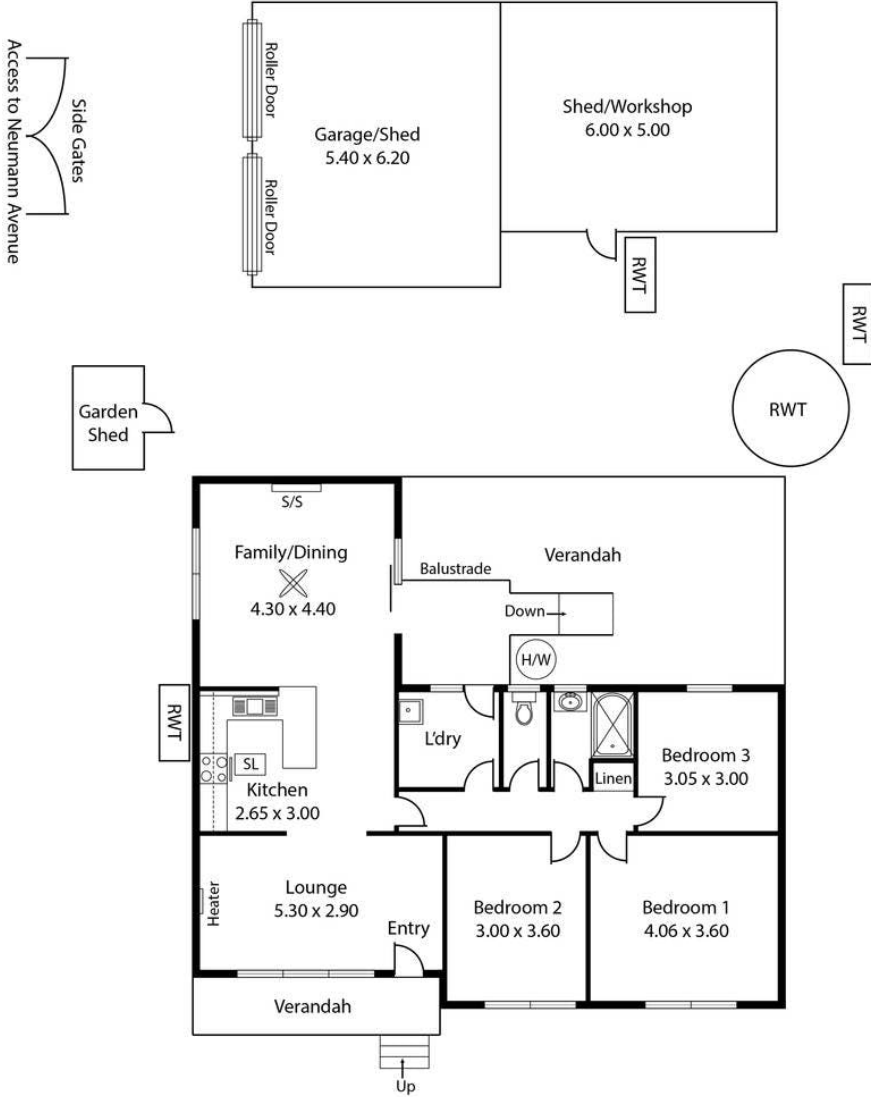 Access to Neumann Avenue
Side Gates
Roller Door
Roller Door
Garage/Shed
5.40 x 6.20
Shed/Workshop
6.00 x 5.00
RWT
RWT
RWT
Garden
Shed
S/S
Family/Dining
4.30 x 4.40
Balustrade
Verandah
Down
H/W
RWT
SL
Kitchen
2.65 x 3.00
L'dry
Linen
Bedroom 3
3.05 x 3.00
Heater
Lounge
5.30 x 2.90
Entry
Bedroom 2
3.00 x 3.60
Bedroom 1
4.06 x 3.60
Verandah
Up